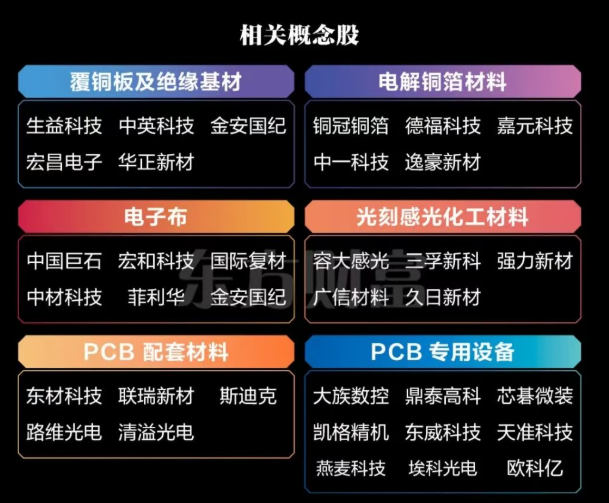 相关概念股
覆铜板及绝缘基材
生益科技 中英科技 金安国纪
宏昌电子 华正新材
电解铜箔材料
铜冠铜箔 德福科技 嘉元科技
中一科技 逸豪新材
电子布
中国巨石 宏和科技 国际复材
中材科技 菲利华 金安国纪
光刻感光化工材料
容大感光 三孚新科 强力新材
广信材料 久日新材
PCB 配套材料
东材科技 联瑞新材 斯迪克
路维光电 清溢光电
PCB 专用设备
大族数控 鼎泰高科 芯碁微装
凯格精机 东威科技 天准科技
燕麦科技 埃科光电 欧科亿
东方财富